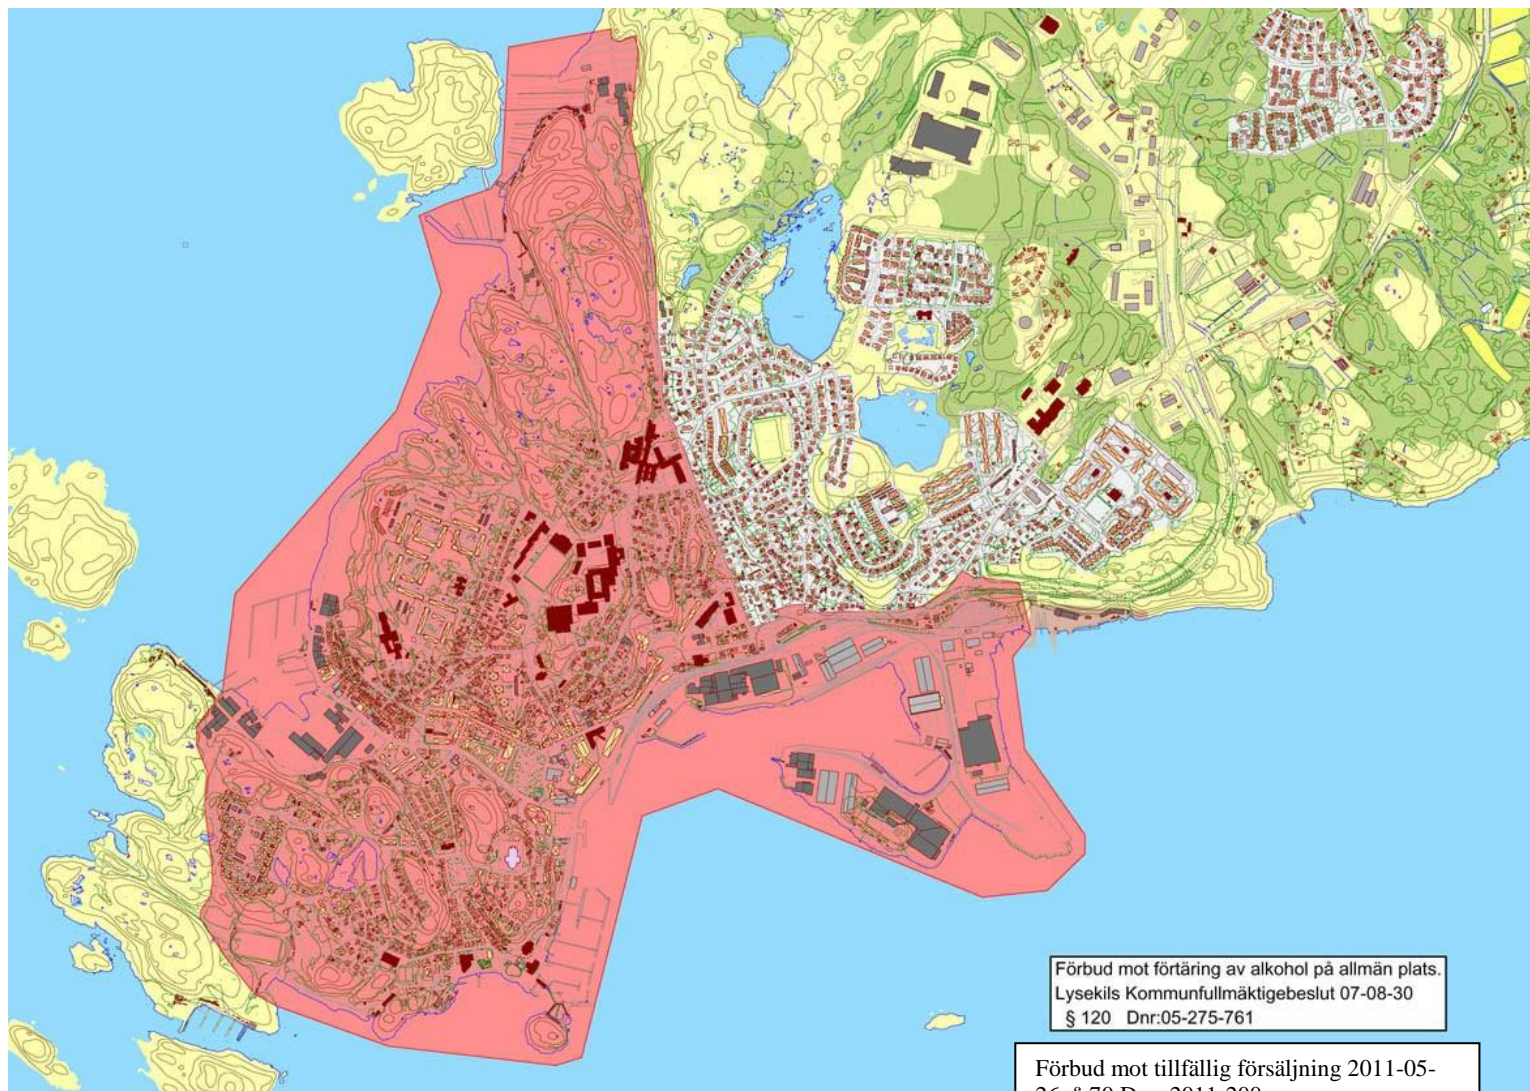 Förbud mot förtäring av alkohol på allmän plats.
Lysekils Kommunfullmäktigebeslut 07-08-30
§ 120 Dnr:05-275-761
Förbud mot tillfällig försäljning 2011-05-